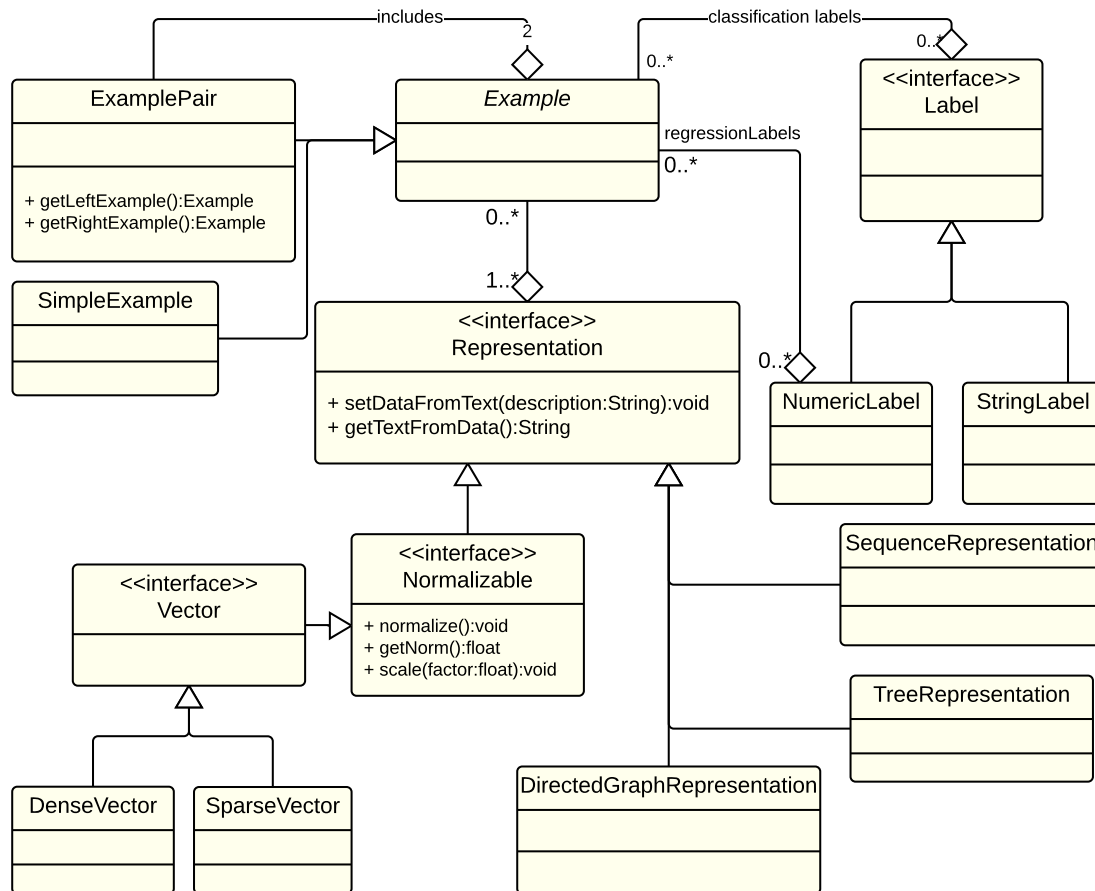 includes
classification labels
2
0..*
0..*
ExamplePair
+ getLeftExample():Example
+ getRightExample():Example
Example
<<interface>>
Label
regressionLabels
0..*
0..*
1..*
SimpleExample
<<interface>>
Representation
+ setDataFromText(description:String):void
+ getTextFromData():String
0..*
NumericLabel
StringLabel
SequenceRepresentation
<<interface>>
Normalizable
+ normalize():void
+ getNorm():float
+ scale(factor:float):void
<<interface>>
Vector
TreeRepresentation
DenseVector
SparseVector
DirectedGraphRepresentation